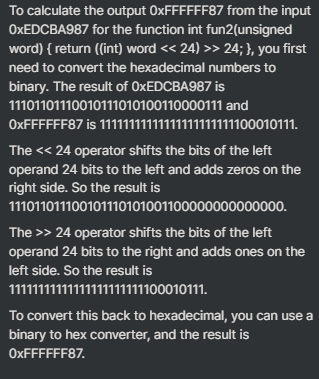 To calculate the output 0xFFFFFF87 from the input
0xEDCBA987 for the function int fun2(unsigned
word) { return ((int) word << 24) >> 24; }, you first
need to convert the hexadecimal numbers to
binary. The result of 0xEDCBA987 is
11101101110010111010100110000111 and
0xFFFFFF87 is 11111111111111111111111100010111.
The << 24 operator shifts the bits of the left
operand 24 bits to the left and adds zeros on the
right side. So the result is
1110110111001011101010011000000000000000.
The >> 24 operator shifts the bits of the left
operand 24 bits to the right and adds ones on the
left side. So the result is
11111111111111111111111100010111.
To convert this back to hexadecimal, you can use a
binary to hex converter, and the result is
0xFFFFFF87.